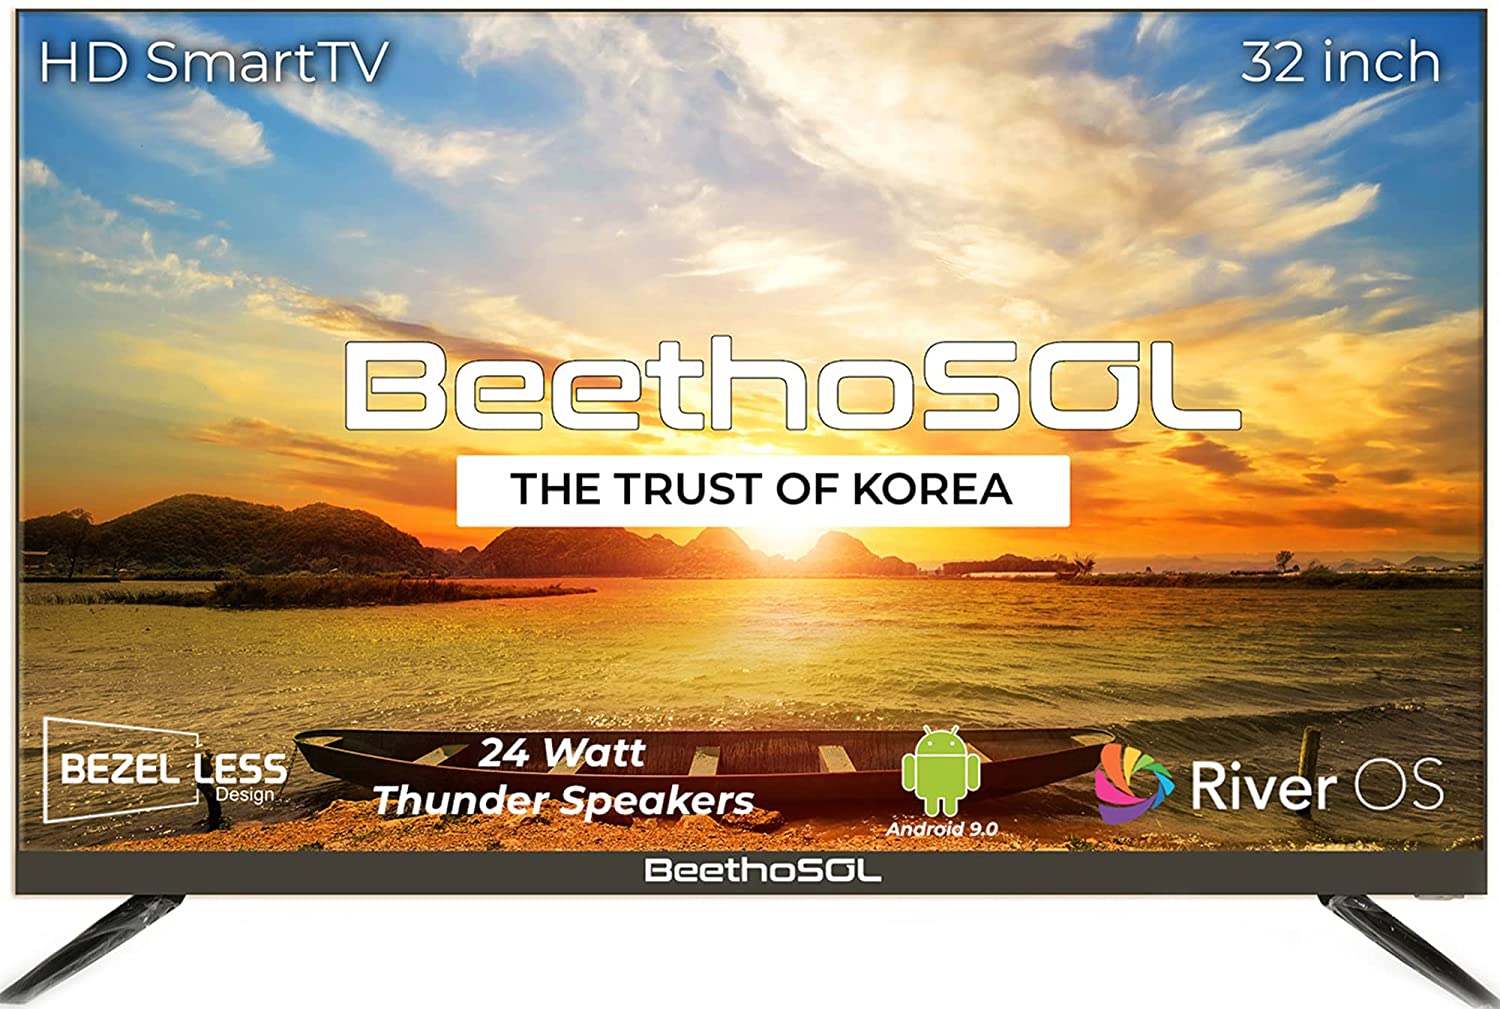 HD SmartTV
32 inch
BeethoSOL
THE TRUST OF KOREA
BEZEL LESS
Design
24 Watt
Thunder Speakers
Android 9.0
River OS
BeethoSOL